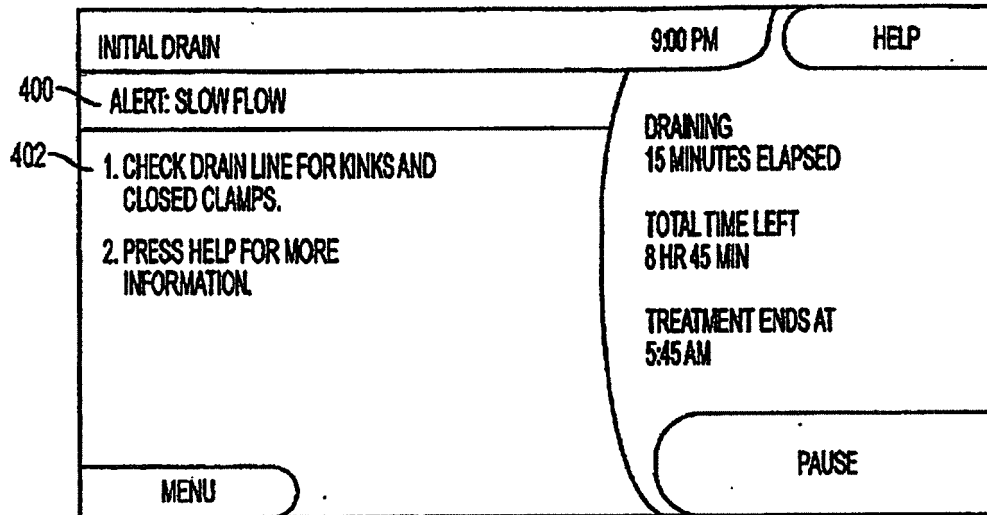 INITIAL DRAIN
9:00 PM
HELP
400
ALERT: SLOW FLOW
402
1. CHECK DRAIN LINE FOR KINKS AND
CLOSED CLAMPS.
2. PRESS HELP FOR MORE
INFORMATION.
DRAINING
15 MINUTES ELAPSED
TOTAL TIME LEFT
8 HR 45 MIN
TREATMENT ENDS AT
5:45 AM
MENU
PAUSE